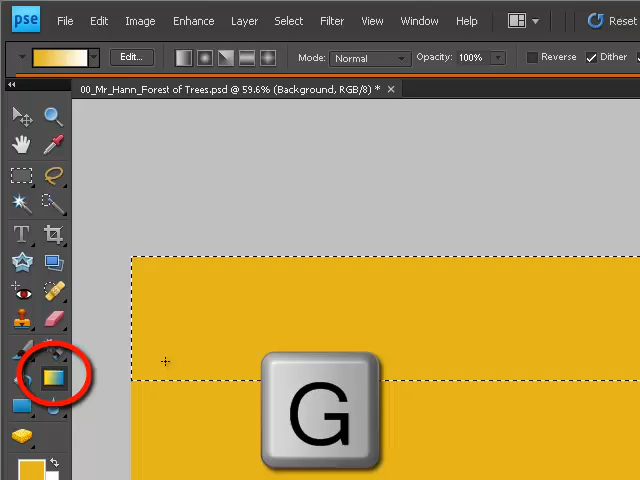 pse File Edit Image Enhance Layer Select Filter View Window Help Reset
Edit... Mode: Normal Opacity: 100% Reverse Dither
00_Mr_Hann_Forest of Trees.psd @ 59.6% (Background, RGB/8) *
T
G